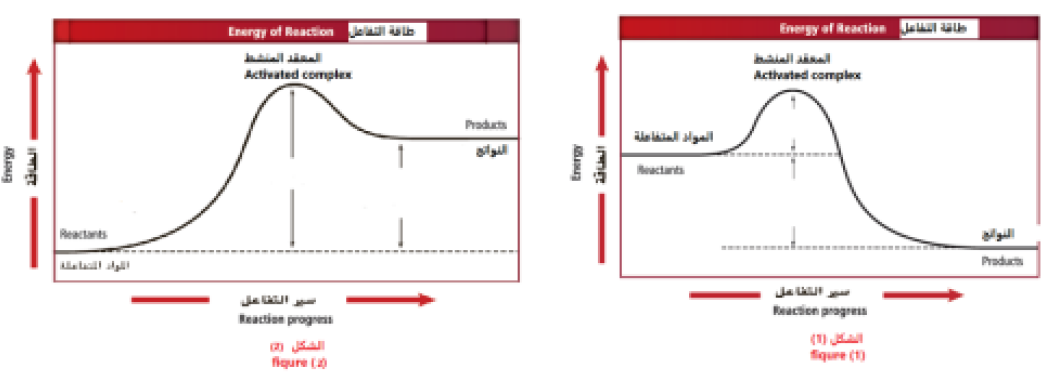 Energy of Reaction طاقة التفاعل
المعقد المنشط
Activated complex
Products
النواتج
Energy
الطاقة
Reactants
المواد المتفاعلة
سير التفاعل
Reaction progress
الشكل (2)
figure (2)
Energy of Reaction طاقة التفاعل
المعقد المنشط
Activated complex
المواد المتفاعلة
Reactants
Energy
الطاقة
النواتج
Products
سير التفاعل
Reaction progress
الشكل (1)
figure (1)